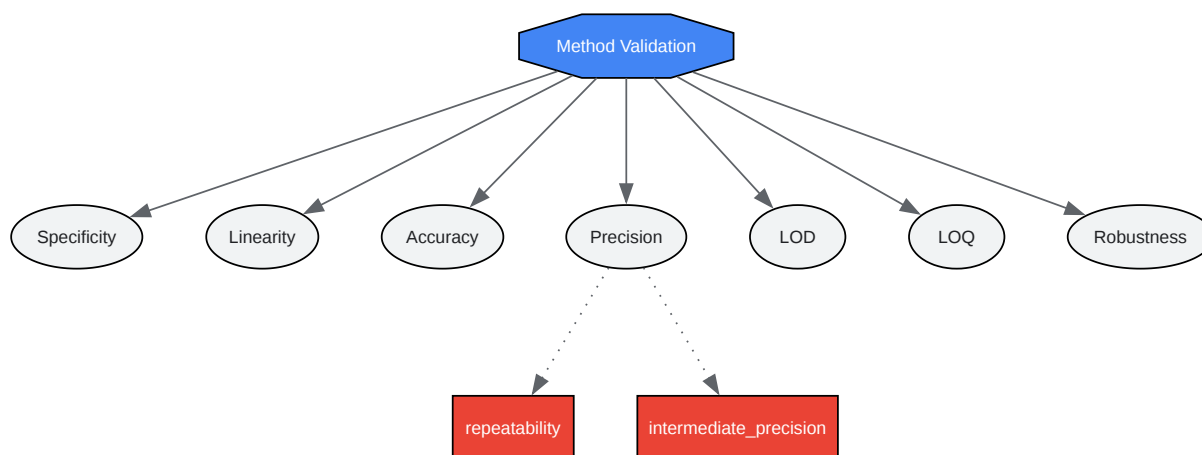 Method Validation
Specificity
Linearity
Accuracy
Precision
LOD
LOQ
Robustness
repeatability
intermediate_precision